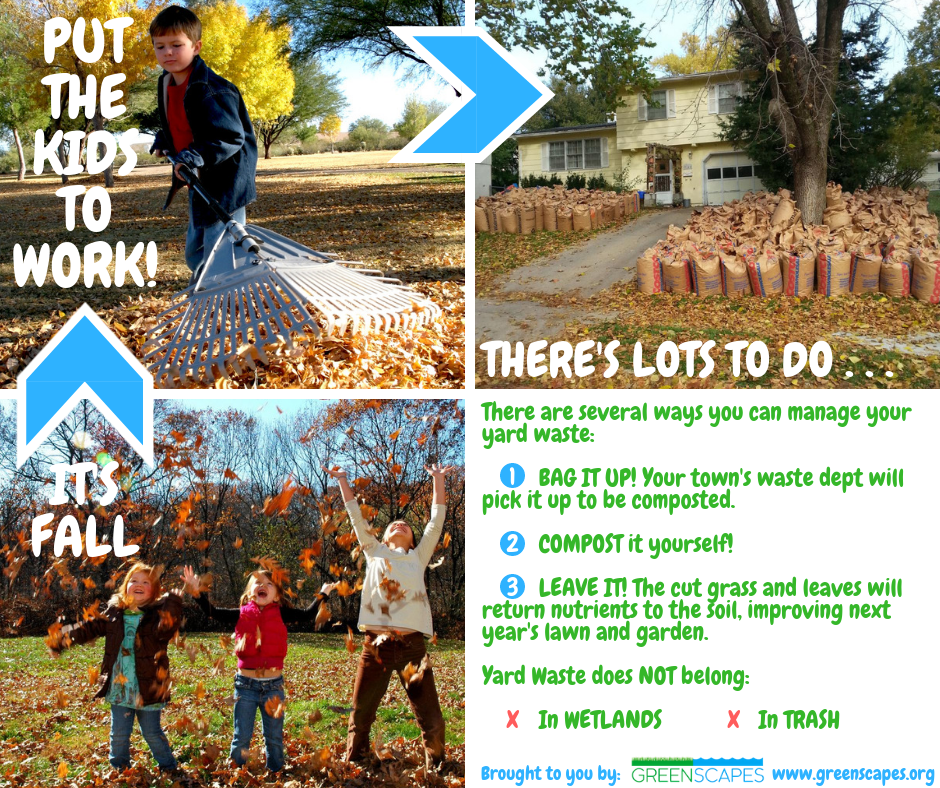 PUT
THE
KIDS
TO
WORK!
THERE'S LOTS TO DO . . .
IT'S
FALL
There are several ways you can manage your
yard waste:
1 BAG IT UP! Your town's waste dept will
pick it up to be composted.
2 COMPOST it yourself!
3 LEAVE IT! The cut grass and leaves will
return nutrients to the soil, improving next
year's lawn and garden.
Yard Waste does NOT belong:
X In WETLANDS X In TRASH
Brought to you by: GREENSCAPES www.greenscapes.org